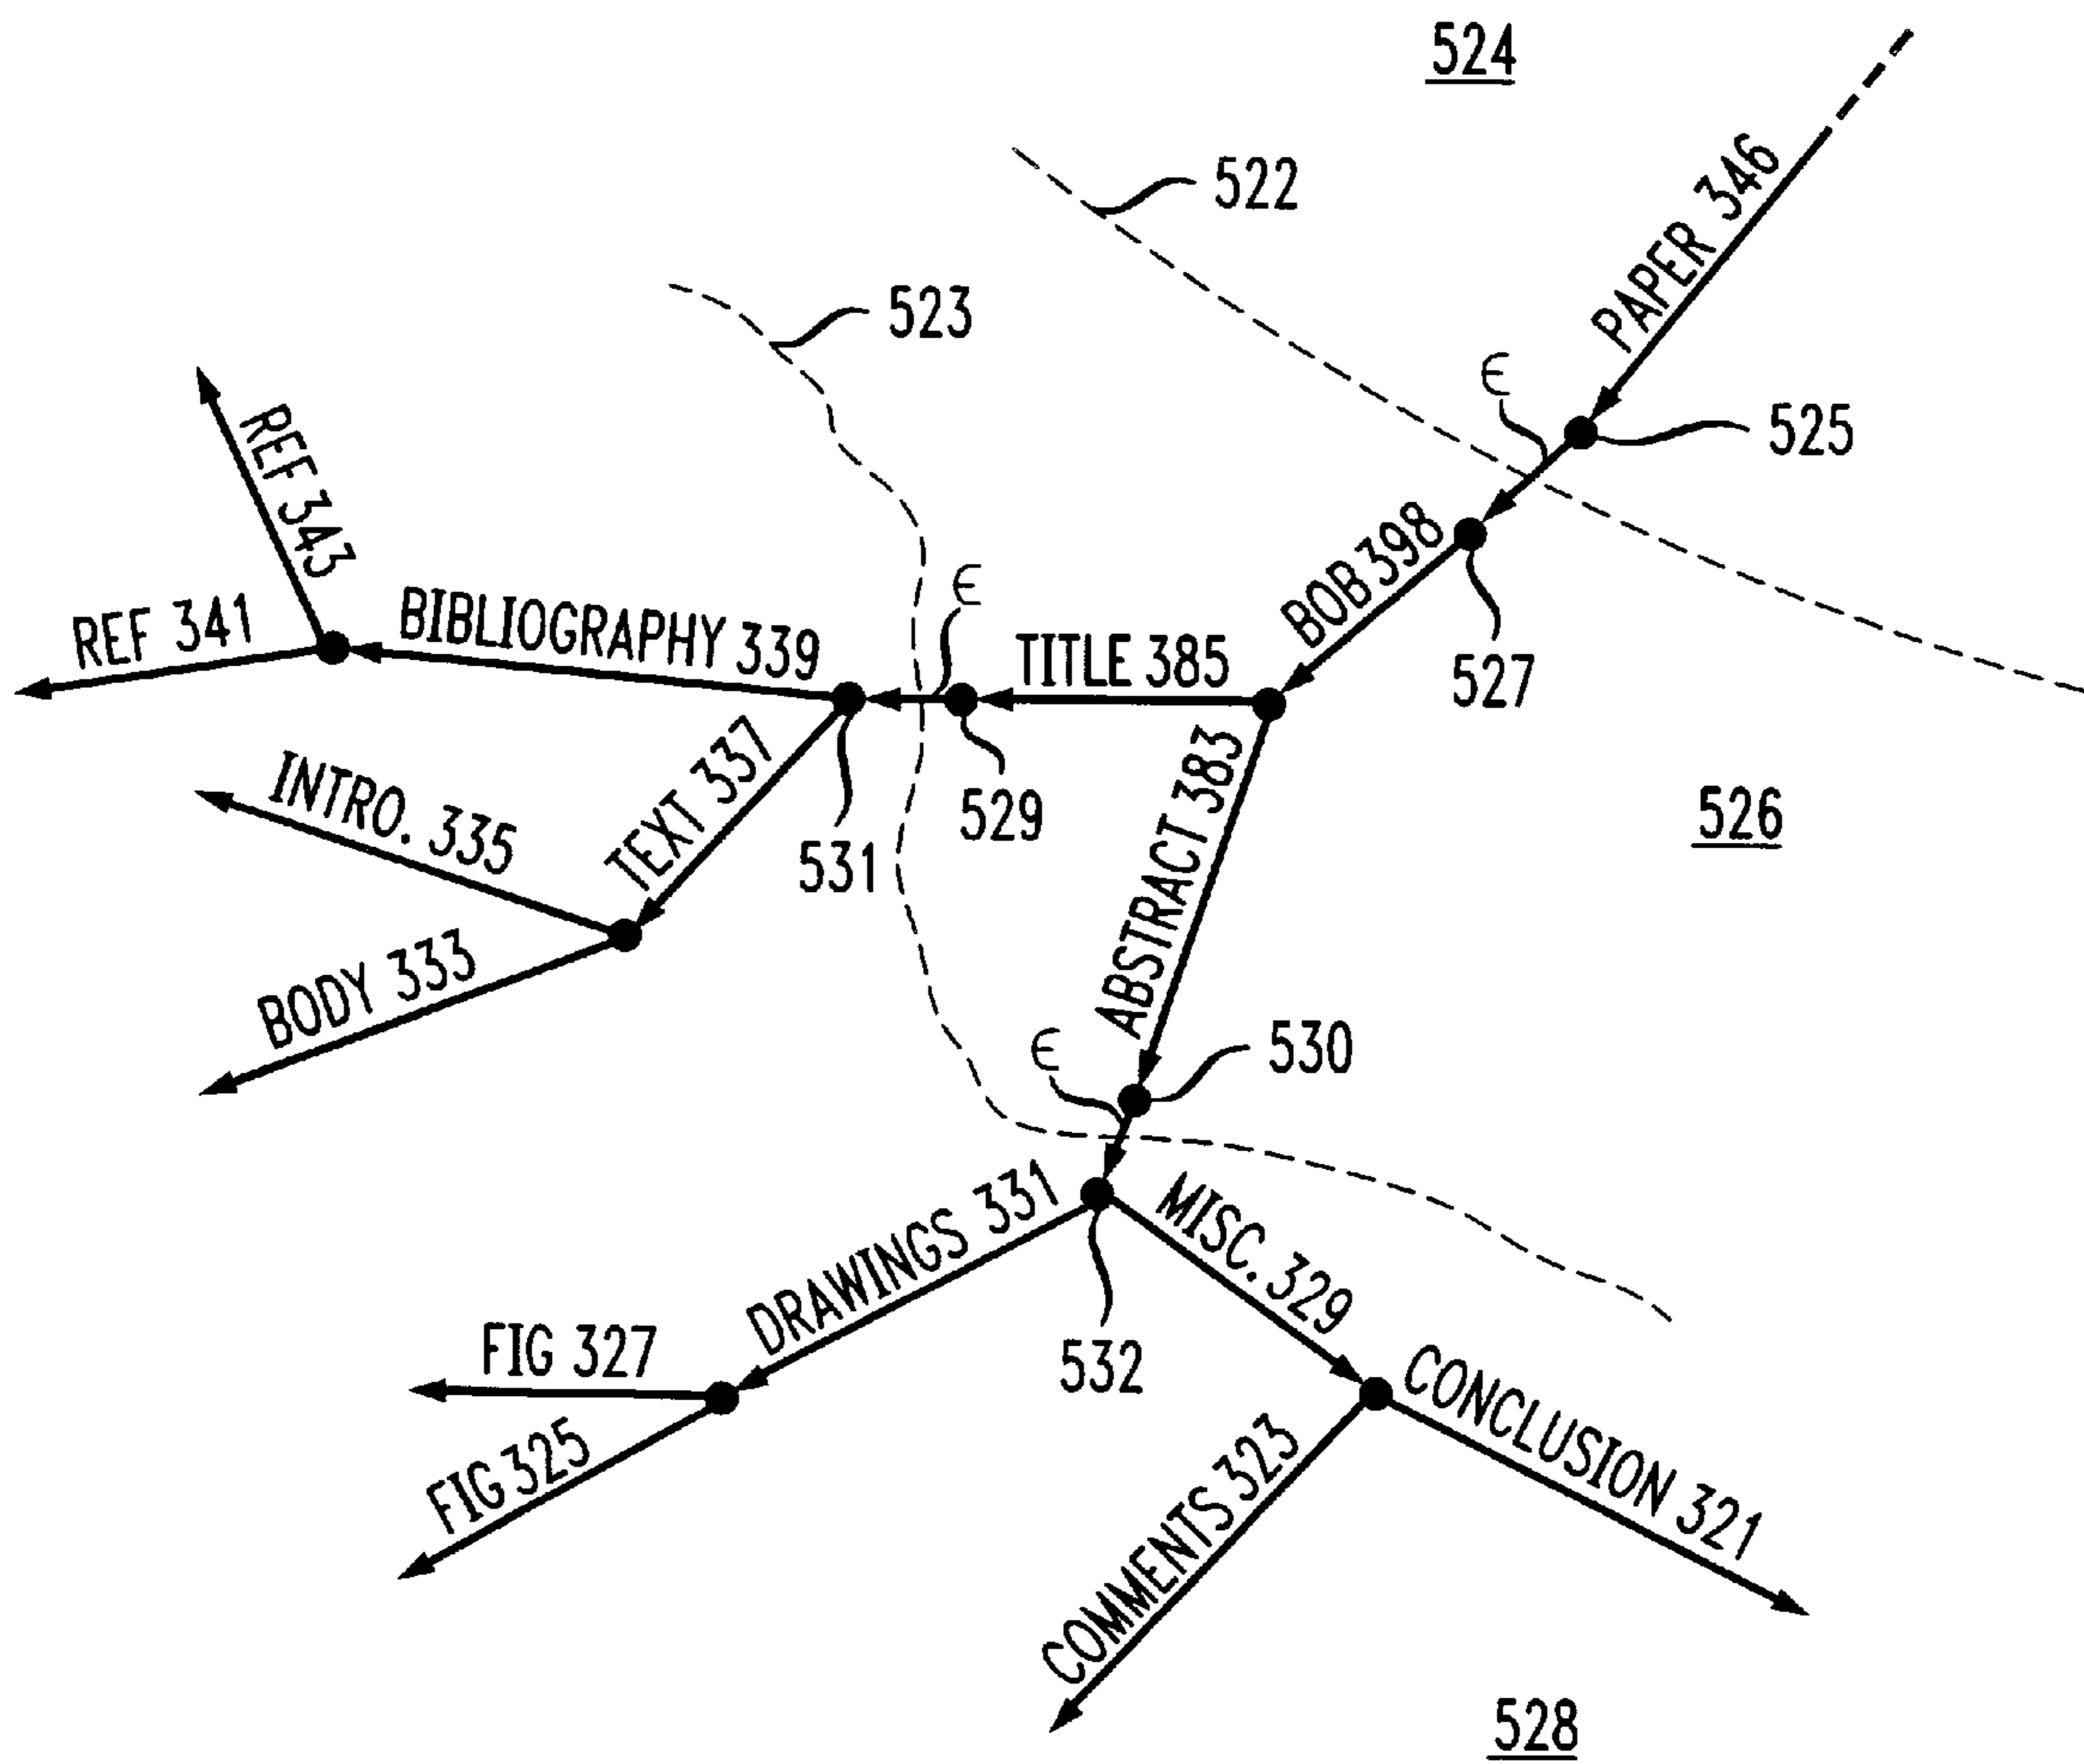 524
522
PAPER 346
523
∈
525
REF 343
BOB 398
∈
REF 341
BIBLIOGRAPHY 339
TITLE 385
527
INTRO. 335
TEXT 337
529
531
ABSTRACT 383
526
BODY 333
∈
530
DRAWINGS 331
MISC. 329
532
FIG 327
FIG 325
CONCLUSION 321
COMMENTS 323
528